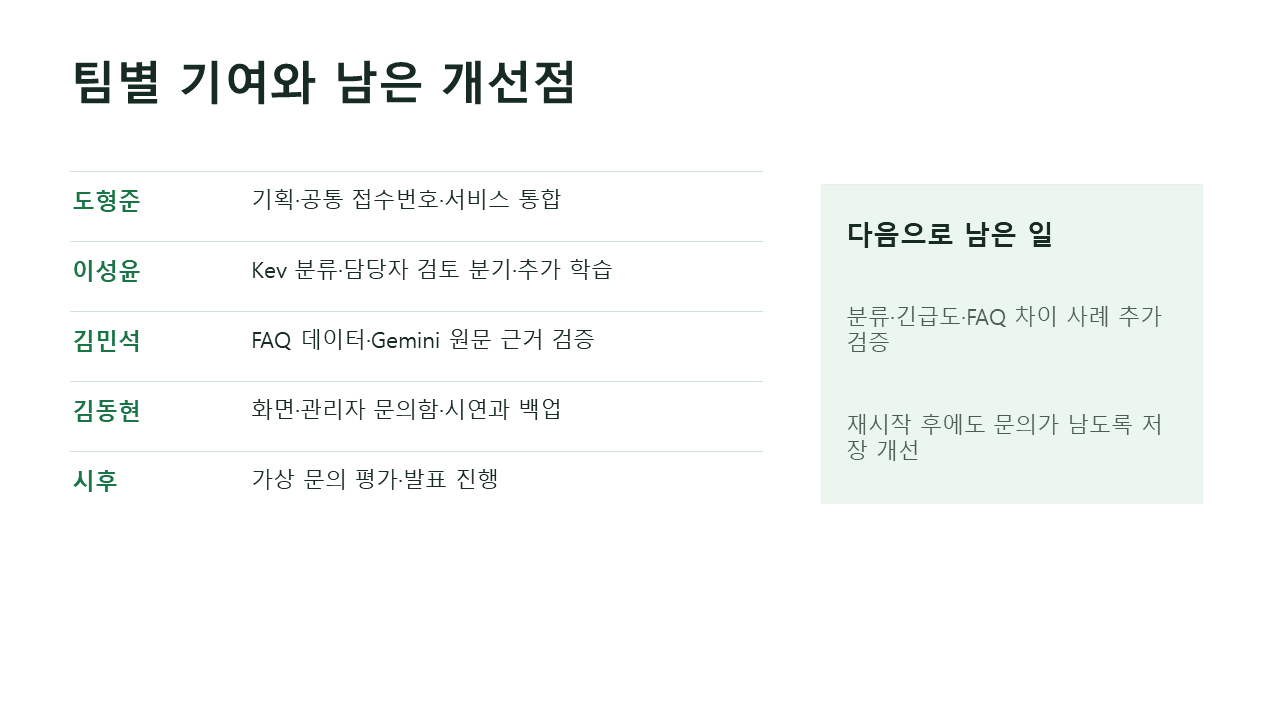 팀별 기여와 남은 개선점
도형준 기획·공통 접수번호·서비스 통합
이성윤 Kev 분류·담당자 검토 분기·추가 학습
김민석 FAQ 데이터·Gemini 원문 근거 검증
김동현 화면·관리자 문의함·시연과 백업
시후 가상 문의 평가·발표 진행
다음으로 남은 일
분류·긴급도·FAQ 차이 사례 추가
검증
재시작 후에도 문의가 남도록 저
장 개선